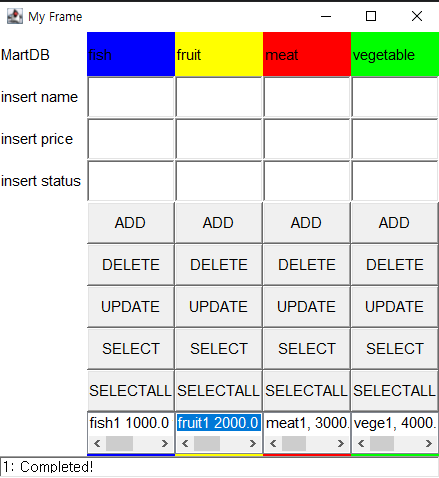 My Frame
MartDB fish fruit meat vegetable
insert name
insert price
insert status
ADD ADD ADD ADD
DELETE DELETE DELETE DELETE
UPDATE UPDATE UPDATE UPDATE
SELECT SELECT SELECT SELECT
SELECTALL SELECTALL SELECTALL SELECTALL
fish1 1000.0 fruit1 2000.0 meat1, 3000. vege1, 4000.
1: Completed!